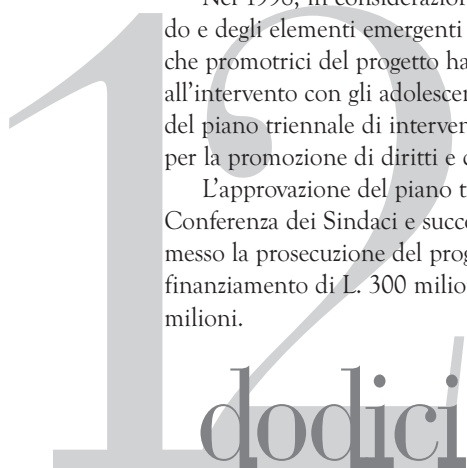 Nel 1998, in considerazion
do e degli elementi emergenti
che promotrici del progetto ha
all'intervento con gli adolescen
del piano triennale di interven
per la promozione di diritti e
L'approvazione del piano t
Conferenza dei Sindaci e succe
messo la prosecuzione del prog
finanziamento di L. 300 milio
milioni.
12
dodici